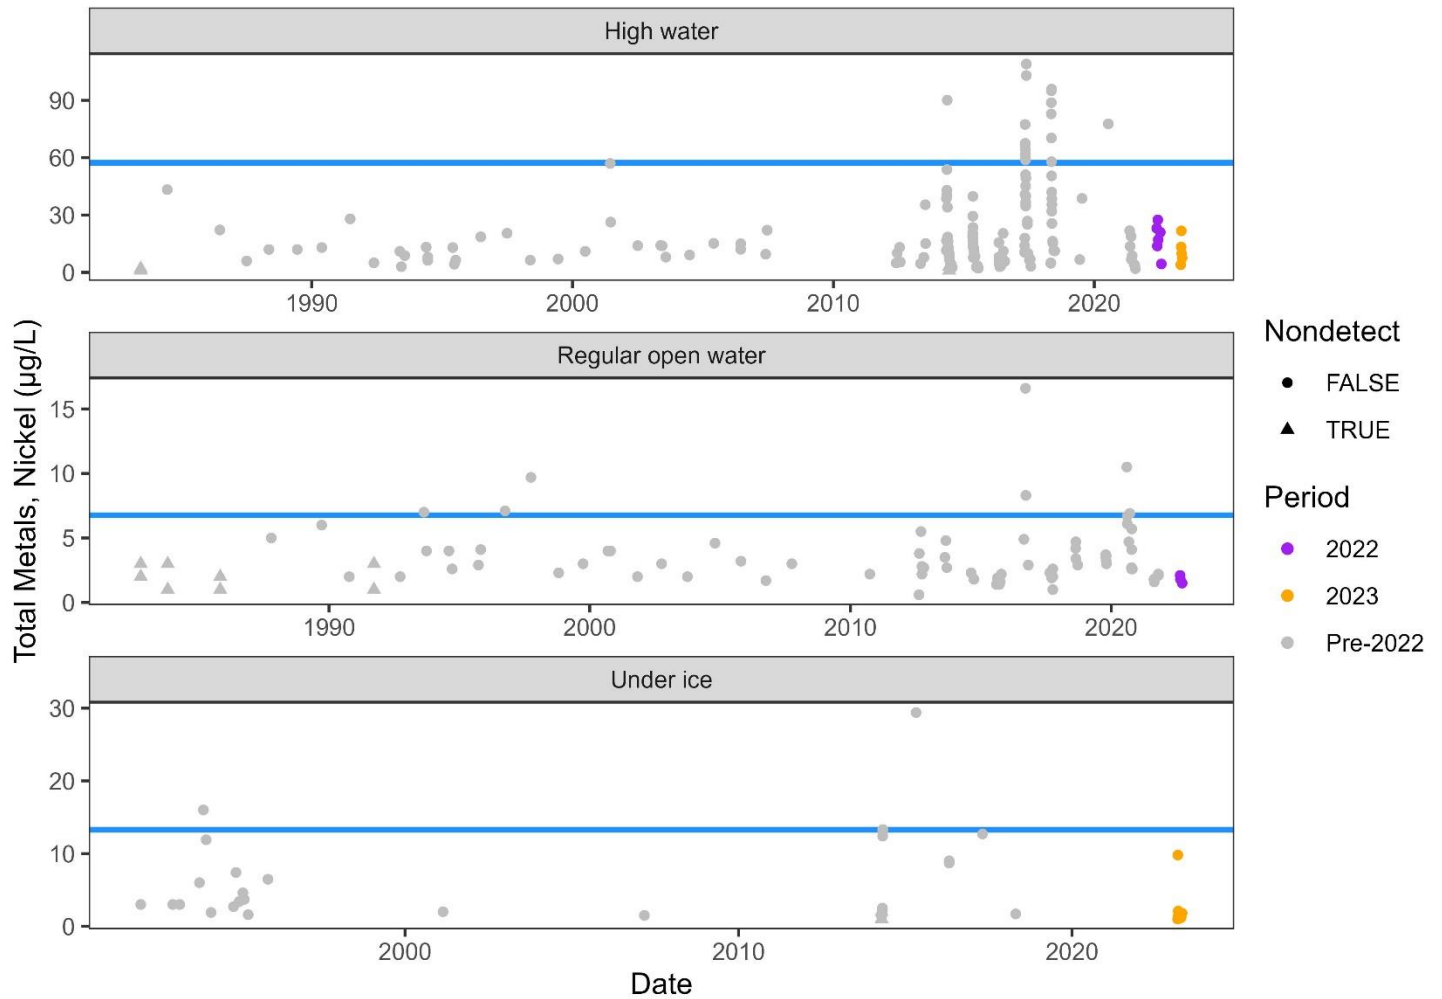 High water
90
60
30
0
1990 2000 2010 2020
Regular open water
15
10
5
0
1990 2000 2010 2020
Under ice
30
20
10
0
2000 2010 2020
Date
Total Metals, Nickel (µg/L)
Nondetect
FALSE
TRUE
Period
2022
2023
Pre-2022